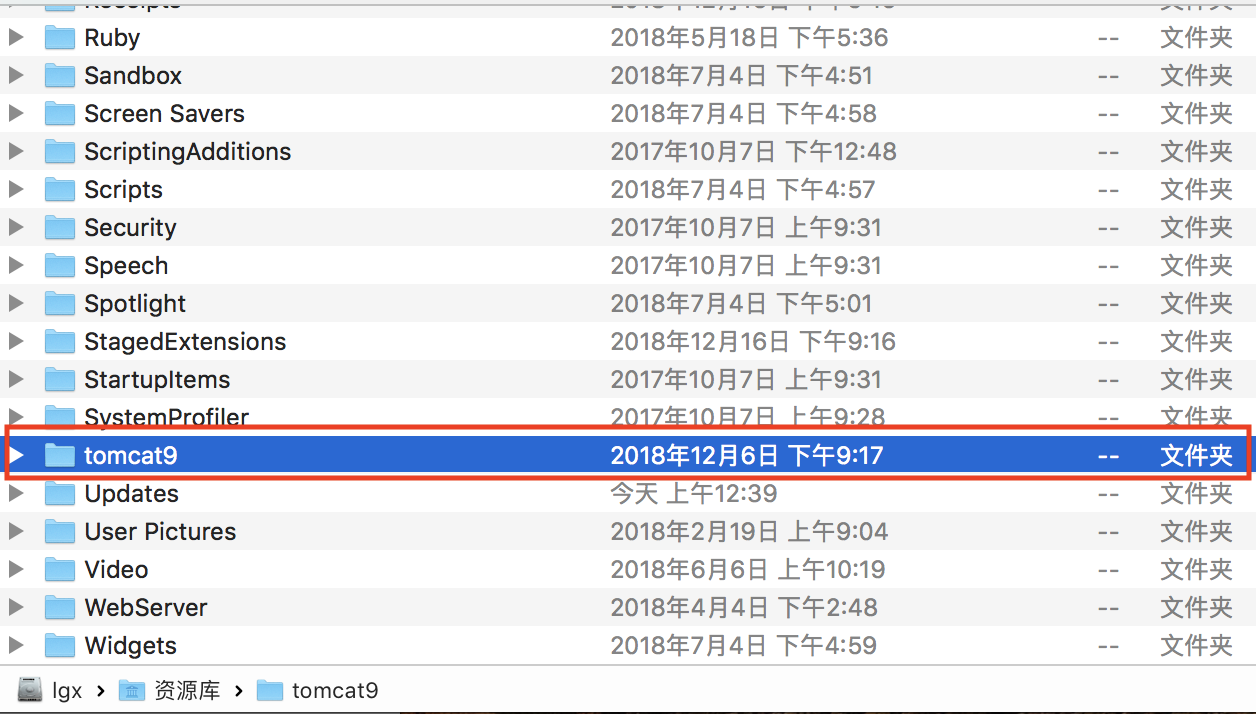 Ruby 2018年5月18日 下午5:36 -- 文件夹
Sandbox 2018年7月4日 下午4:51 -- 文件夹
Screen Savers 2018年7月4日 下午4:58 -- 文件夹
ScriptingAdditions 2017年10月7日 下午12:48 -- 文件夹
Scripts 2018年7月4日 下午4:57 -- 文件夹
Security 2017年10月7日 上午9:31 -- 文件夹
Speech 2017年10月7日 上午9:31 -- 文件夹
Spotlight 2018年7月4日 下午5:01 -- 文件夹
StagedExtensions 2018年12月16日 下午9:16 -- 文件夹
StartupItems 2017年10月7日 上午9:31 -- 文件夹
SystemProfiler 2017年10月7日 上午9:28 -- 文件夹
tomcat9 2018年12月6日 下午9:17 -- 文件夹
Updates 今天 上午12:39 -- 文件夹
User Pictures 2018年2月19日 上午9:04 -- 文件夹
Video 2018年6月6日 上午10:19 -- 文件夹
WebServer 2018年4月4日 下午2:48 -- 文件夹
Widgets 2018年7月4日 下午4:59 -- 文件夹
lgx › 资源库 › tomcat9